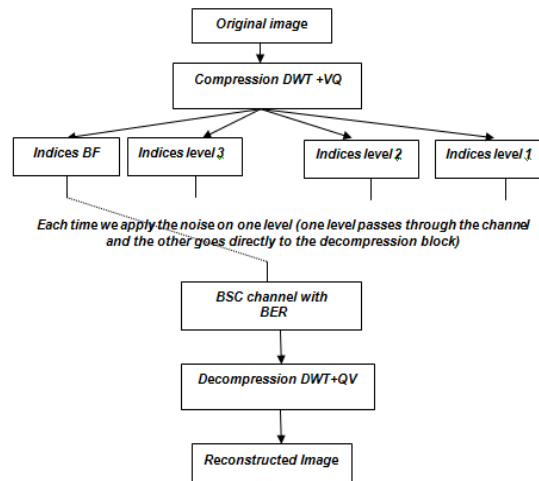 Original image
Compression DWT +VQ
Indices BF
Indices level 3
Indices level 2
Indices level 1
Each time we apply the noise on one level (one level passes through the channel
and the other goes directly to the decompression block)
BSC channel with
BER
Decompression DWT+QV
Reconstructed Image